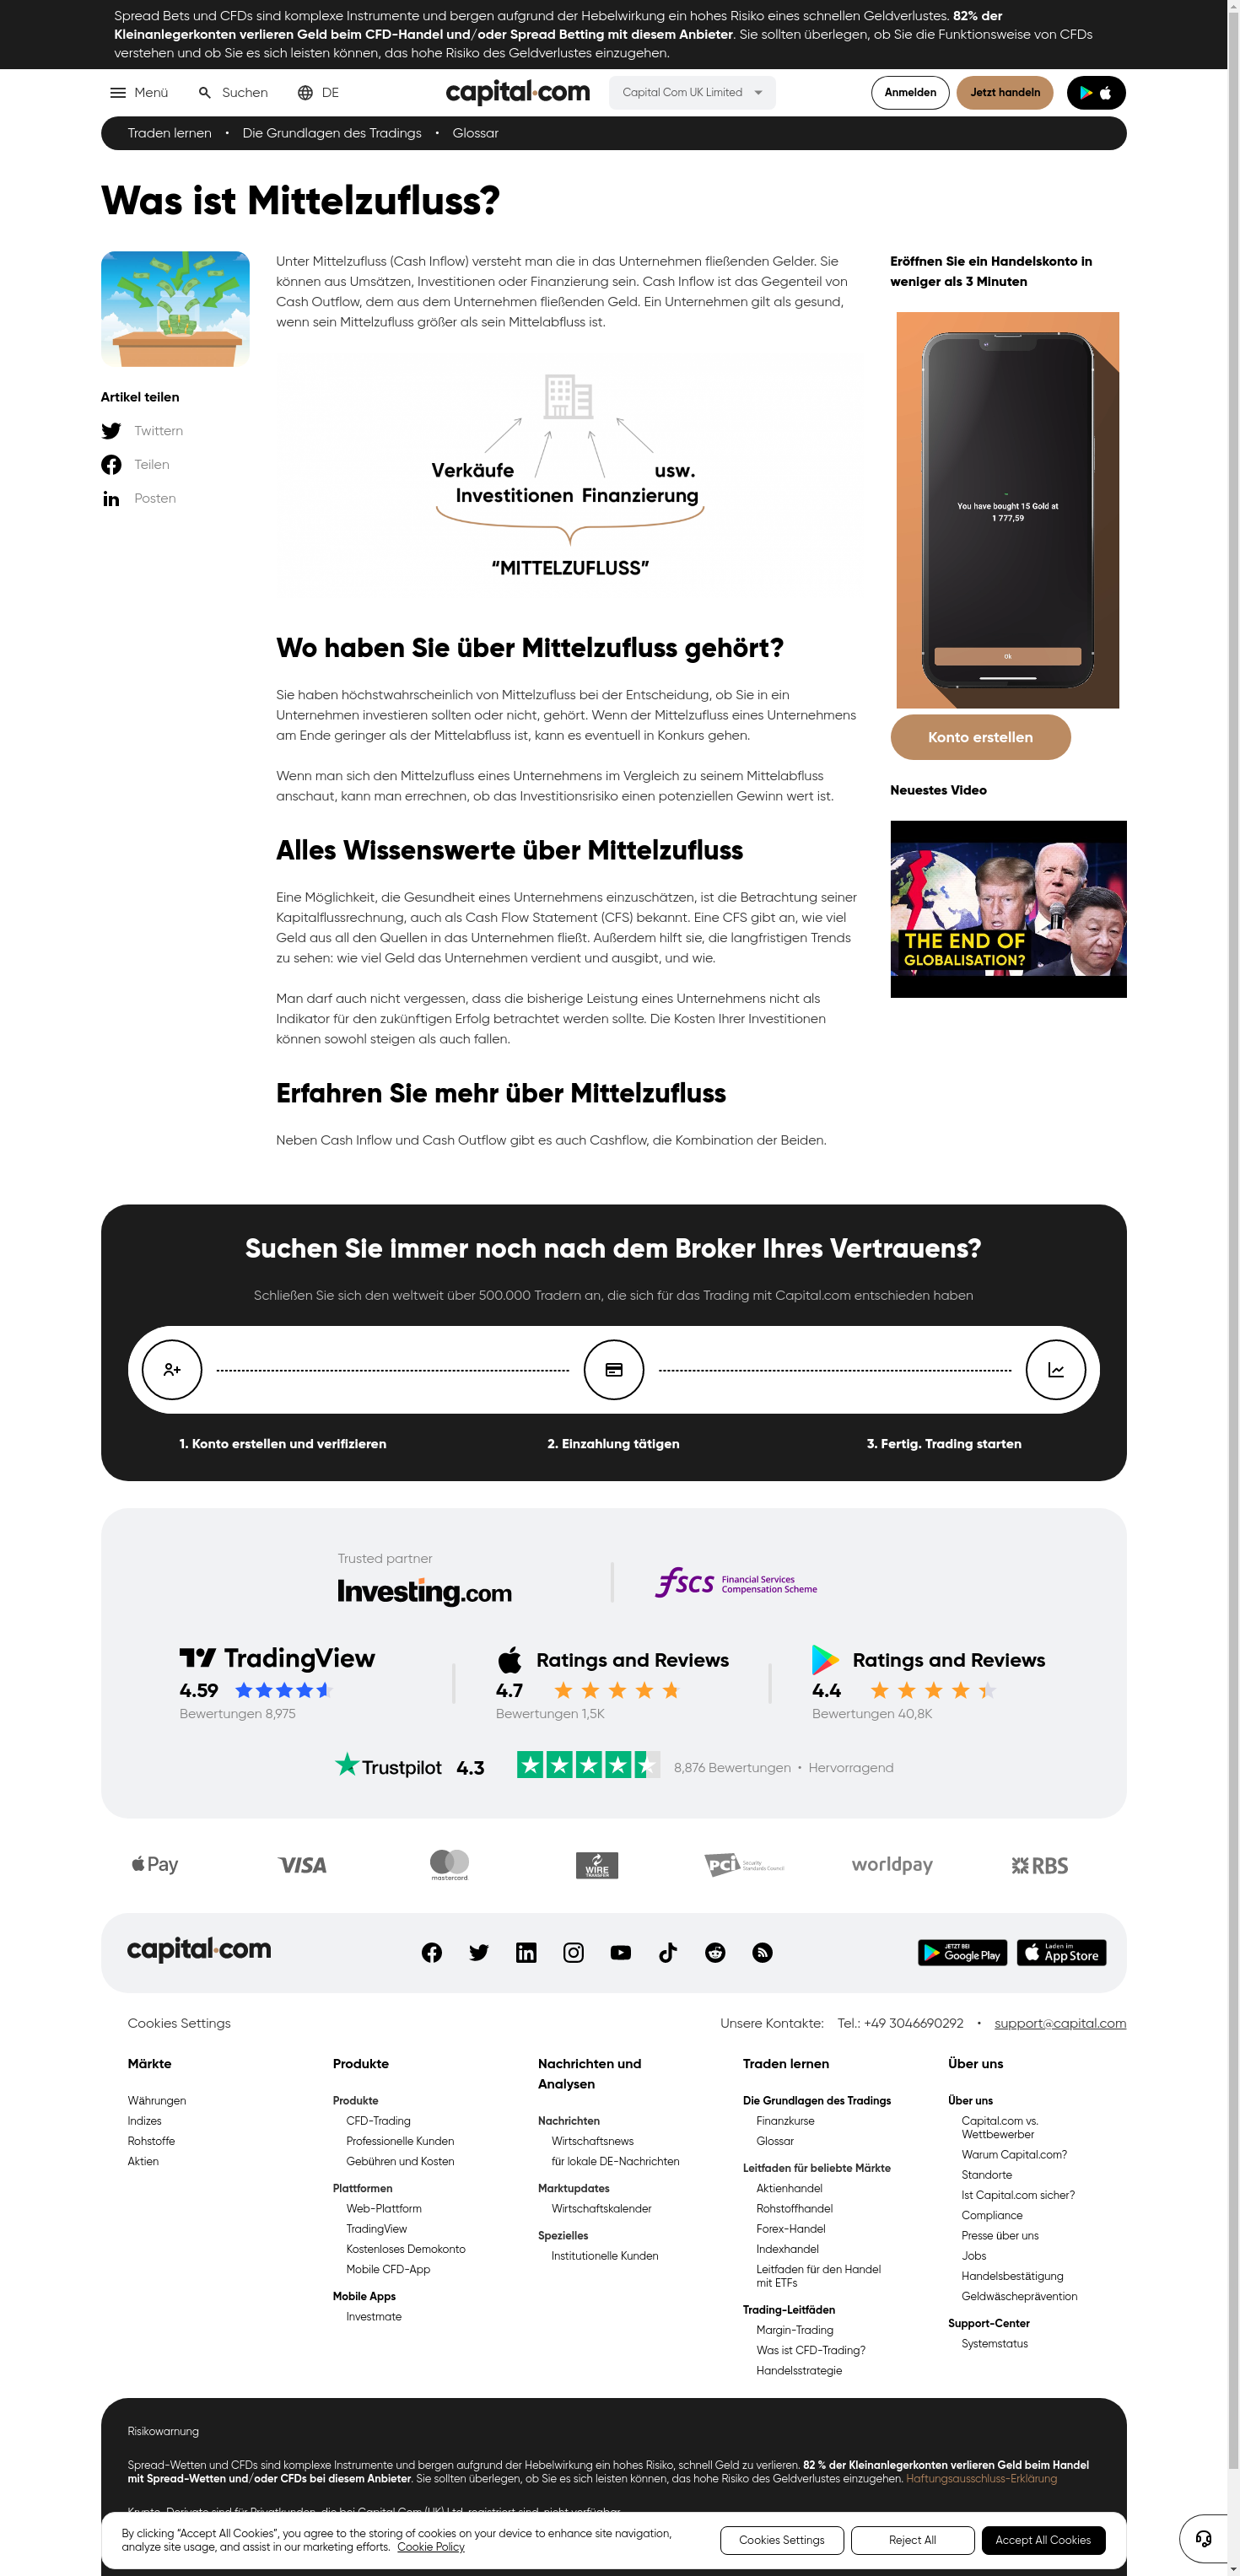 Spread Bets und CFDs sind komplexe Instrumente und bergen aufgrund der Hebelwirkung ein hohes Risiko eines schnellen Geldverlustes. 82% der
Kleinanlegerkonten verlieren Geld beim CFD-Handel und/oder Spread Betting mit diesem Anbieter. Sie sollten überlegen, ob Sie die Funktionsweise von CFDs
verstehen und ob Sie es sich leisten können, das hohe Risiko des Geldverlustes einzugehen.
Menü Suchen DE capital.com Capital Com UK Limited Anmelden Jetzt handeln
Traden lernen • Die Grundlagen des Tradings • Glossar
Was ist Mittelzufluss?
Artikel teilen
Twittern
Teilen
Posten
Unter Mittelzufluss (Cash Inflow) versteht man die in das Unternehmen fließenden Gelder. Sie
können aus Umsätzen, Investitionen oder Finanzierung sein. Cash Inflow ist das Gegenteil von
Cash Outflow, dem aus dem Unternehmen fließenden Geld. Ein Unternehmen gilt als gesund,
wenn sein Mittelzufluss größer als sein Mittelabfluss ist.
Verkäufe usw.
Investitionen Finanzierung
“MITTELZUFLUSS”
Wo haben Sie über Mittelzufluss gehört?
Sie haben höchstwahrscheinlich von Mittelzufluss bei der Entscheidung, ob Sie in ein
Unternehmen investieren sollten oder nicht, gehört. Wenn der Mittelzufluss eines Unternehmens
am Ende geringer als der Mittelabfluss ist, kann es eventuell in Konkurs gehen.
Wenn man sich den Mittelzufluss eines Unternehmens im Vergleich zu seinem Mittelabfluss
anschaut, kann man errechnen, ob das Investitionsrisiko einen potenziellen Gewinn wert ist.
Alles Wissenswerte über Mittelzufluss
Eine Möglichkeit, die Gesundheit eines Unternehmens einzuschätzen, ist die Betrachtung seiner
Kapitalflussrechnung, auch als Cash Flow Statement (CFS) bekannt. Eine CFS gibt an, wie viel
Geld aus all den Quellen in das Unternehmen fließt. Außerdem hilft sie, die langfristigen Trends
zu sehen: wie viel Geld das Unternehmen verdient und ausgibt, und wie.
Man darf auch nicht vergessen, dass die bisherige Leistung eines Unternehmens nicht als
Indikator für den zukünftigen Erfolg betrachtet werden sollte. Die Kosten Ihrer Investitionen
können sowohl steigen als auch fallen.
Erfahren Sie mehr über Mittelzufluss
Neben Cash Inflow und Cash Outflow gibt es auch Cashflow, die Kombination der Beiden.
Eröffnen Sie ein Handelskonto in
weniger als 3 Minuten
You have bought 15 Gold at
1 777,59
Ok
Konto erstellen
Neuestes Video
THE END OF
GLOBALISATION?
Suchen Sie immer noch nach dem Broker Ihres Vertrauens?
Schließen Sie sich den weltweit über 500.000 Tradern an, die sich für das Trading mit Capital.com entschieden haben
1. Konto erstellen und verifizieren 2. Einzahlung tätigen 3. Fertig. Trading starten
Trusted partner
Investing.com
fscs Financial Services
Compensation Scheme
TradingView
4.59
Bewertungen 8,975
Ratings and Reviews
4.7
Bewertungen 1,5K
Ratings and Reviews
4.4
Bewertungen 40,8K
Trustpilot 4.3 8,876 Bewertungen • Hervorragend
Pay VISA mastercard WIRE TRANSFER PCI Security Standards Council worldpay RBS
capital.com JETZT BEI Google Play Laden im App Store
Cookies Settings Unsere Kontakte: Tel.: +49 3046690292 • support@capital.com
Märkte
Währungen
Indizes
Rohstoffe
Aktien
Produkte
Produkte
CFD-Trading
Professionelle Kunden
Gebühren und Kosten
Plattformen
Web-Plattform
TradingView
Kostenloses Demokonto
Mobile CFD-App
Mobile Apps
Investmate
Nachrichten und
Analysen
Nachrichten
Wirtschaftsnews
für lokale DE-Nachrichten
Marktupdates
Wirtschaftskalender
Spezielles
Institutionelle Kunden
Traden lernen
Die Grundlagen des Tradings
Finanzkurse
Glossar
Leitfaden für beliebte Märkte
Aktienhandel
Rohstoffhandel
Forex-Handel
Indexhandel
Leitfaden für den Handel
mit ETFs
Trading-Leitfäden
Margin-Trading
Was ist CFD-Trading?
Handelsstrategie
Über uns
Über uns
Capital.com vs.
Wettbewerber
Warum Capital.com?
Standorte
Ist Capital.com sicher?
Compliance
Presse über uns
Jobs
Handelsbestätigung
Geldwäscheprävention
Support-Center
Systemstatus
Risikowarnung
Spread-Wetten und CFDs sind komplexe Instrumente und bergen aufgrund der Hebelwirkung ein hohes Risiko, schnell Geld zu verlieren. 82 % der Kleinanlegerkonten verlieren Geld beim Handel
mit Spread-Wetten und/oder CFDs bei diesem Anbieter. Sie sollten überlegen, ob Sie es sich leisten können, das hohe Risiko des Geldverlustes einzugehen. Haftungsausschluss-Erklärung
Krypto-Derivate sind für Privatkunden, die bei Capital Com (UK) Ltd. registriert sind, nicht verfügbar.
By clicking “Accept All Cookies”, you agree to the storing of cookies on your device to enhance site navigation,
analyze site usage, and assist in our marketing efforts. Cookie Policy
Cookies Settings Reject All Accept All Cookies